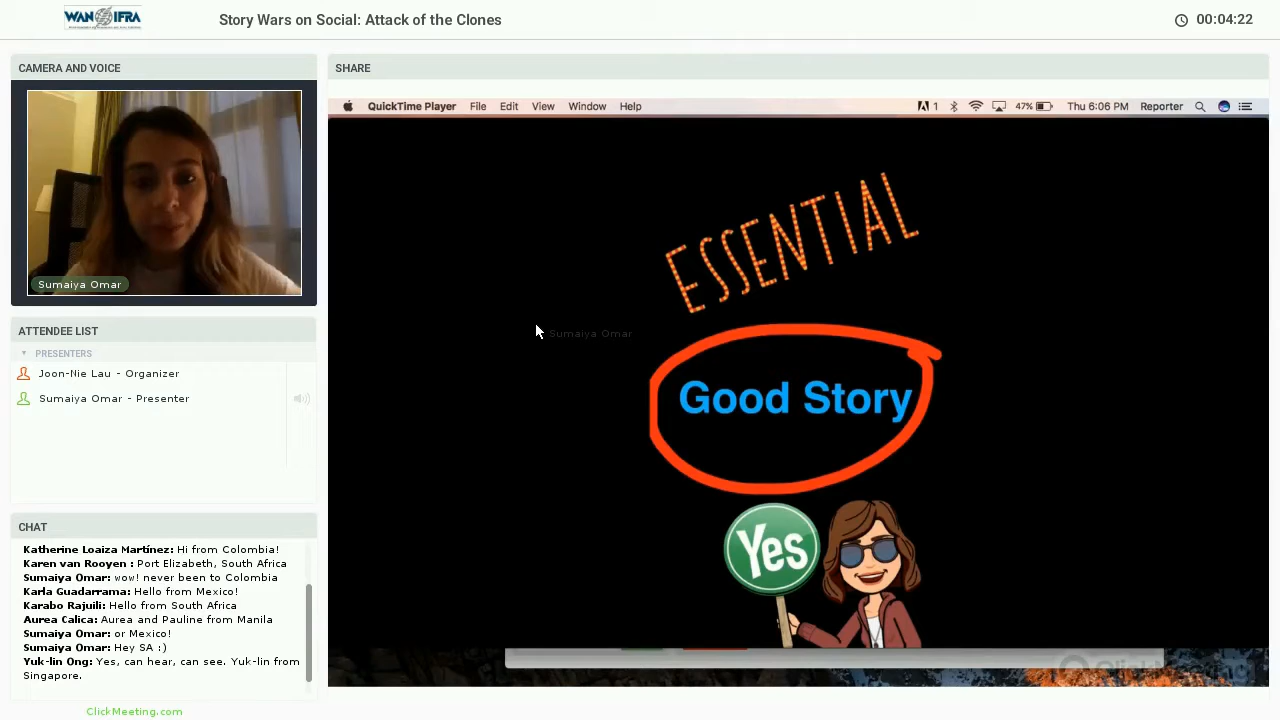 WAN IFRA
Story Wars on Social: Attack of the Clones
00:04:22
CAMERA AND VOICE
Sumaiya Omar
ATTENDEE LIST
PRESENTERS
Joon-Nie Lau - Organizer
Sumaiya Omar - Presenter
CHAT
Katherine Loaiza Martínez: Hi from Colombia!
Karen van Rooyen : Port Elizabeth, South Africa
Sumaiya Omar: wow! never been to Colombia
Karla Guadarrama: Hello from Mexico!
Karabo Rajuili: Hello from South Africa
Aurea Calica: Aurea and Pauline from Manila
Sumaiya Omar: or Mexico!
Sumaiya Omar: Hey SA :)
Yuk-lin Ong: Yes, can hear, can see. Yuk-lin from
Singapore.
ClickMeeting.com
SHARE
QuickTime Player File Edit View Window Help 1 47% Thu 6:06 PM Reporter
ESSENTIAL
Sumaiya Omar
Good Story
Yes
ClickMeeting